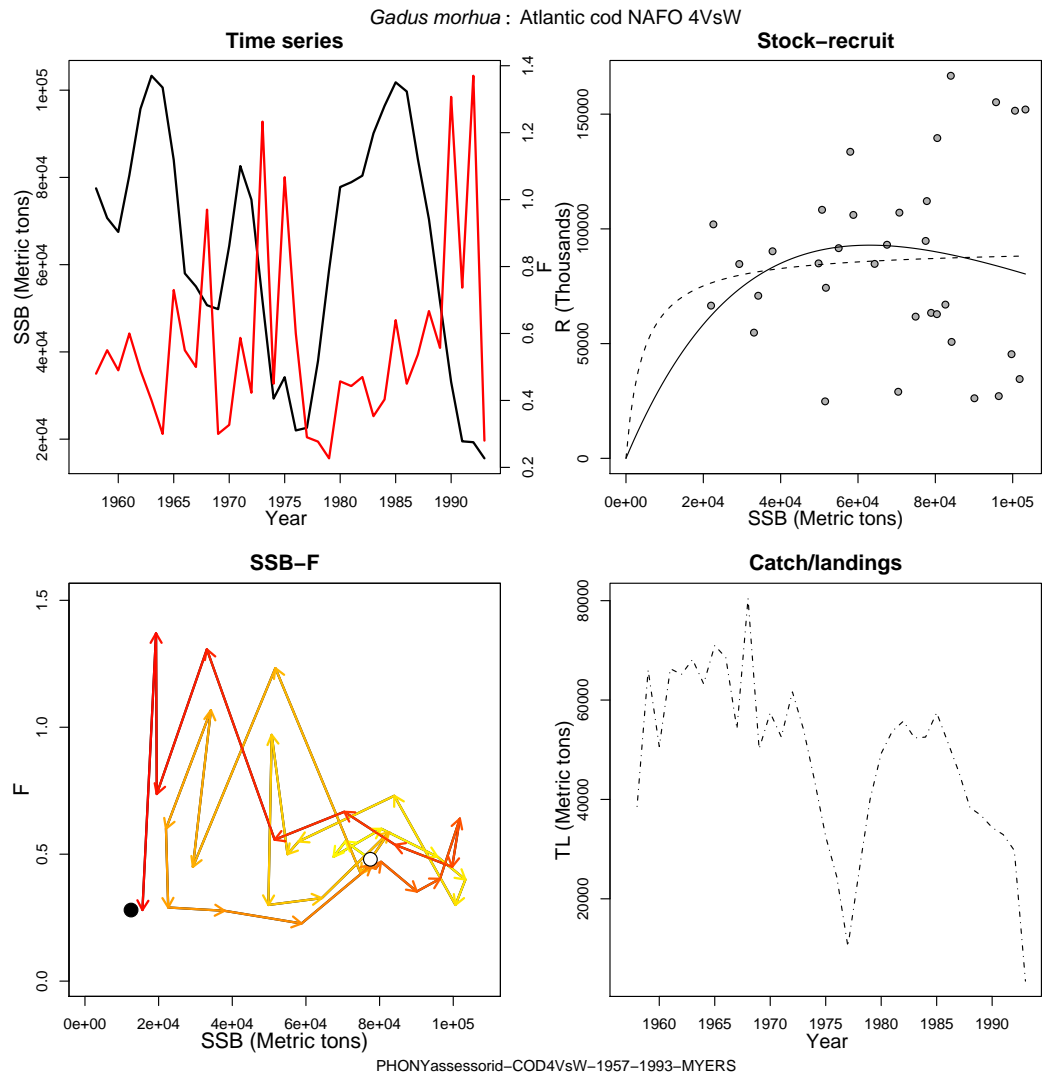 Gadus morhua : Atlantic cod NAFO 4VsW
Time series
SSB (Metric tons)
2e+04 4e+04 6e+04 8e+04 1e+05
F
0.2 0.4 0.6 0.8 1.0 1.2 1.4
1960 1965 1970 1975 1980 1985 1990
Year
Stock−recruit
R (Thousands)
0 50000 100000 150000
0e+00 2e+04 4e+04 6e+04 8e+04 1e+05
SSB (Metric tons)
SSB−F
F
0.0 0.5 1.0 1.5
0e+00 2e+04 4e+04 6e+04 8e+04 1e+05
SSB (Metric tons)
Catch/landings
TL (Metric tons)
20000 40000 60000 80000
1960 1965 1970 1975 1980 1985 1990
Year
PHONYassessorid−COD4VsW−1957−1993−MYERS